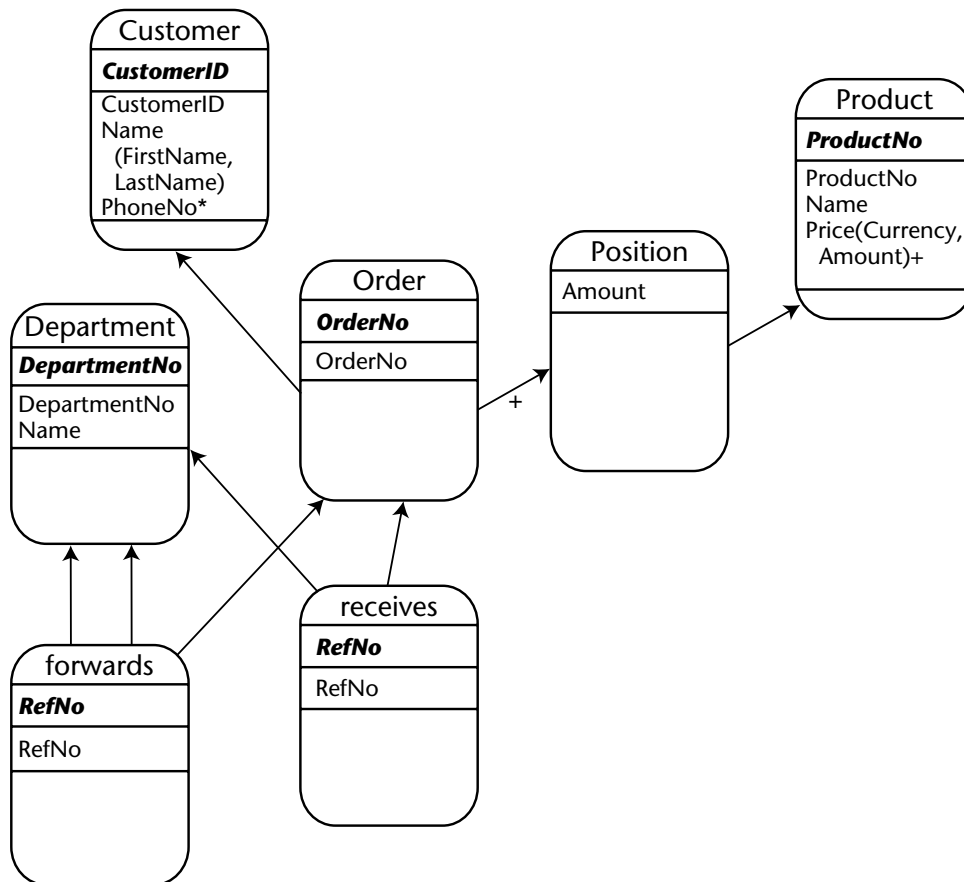 Customer
CustomerID
CustomerID
Name
(FirstName,
LastName)
PhoneNo*
Product
ProductNo
ProductNo
Name
Price(Currency,
Amount)+
Position
Amount
Order
OrderNo
OrderNo
+
Department
DepartmentNo
DepartmentNo
Name
receives
RefNo
RefNo
forwards
RefNo
RefNo